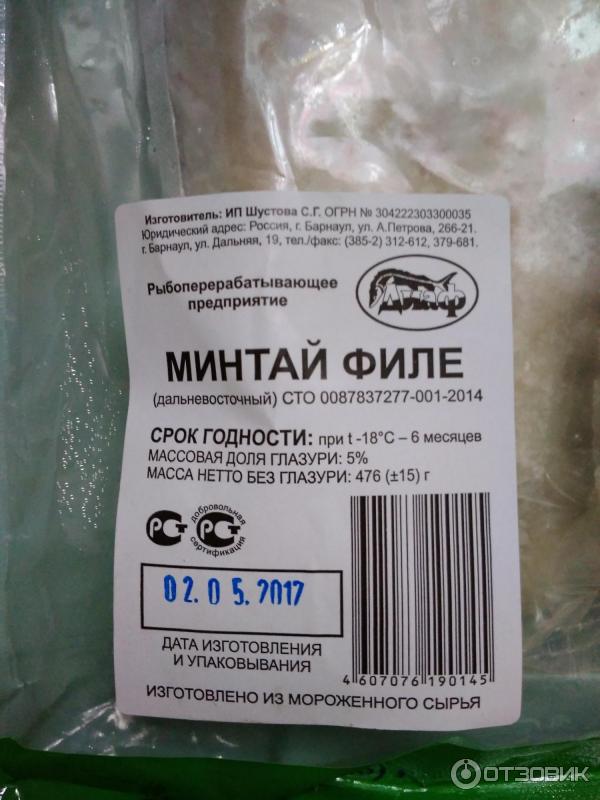 Изготовитель: ИП Шустова С.Г. ОГРН № 304222303300035
Юридический адрес: Россия, г. Барнаул, ул. А.Петрова, 266-21.
г. Барнаул, ул. Дальняя, 19, тел./факс: (385-2) 312-612, 379-681.
Рыбоперерабатывающее
предприятие
МИНТАЙ ФИЛЕ
(дальневосточный) СТО 0087837277-001-2014
СРОК ГОДНОСТИ: при t -18°С – 6 месяцев
МАССОВАЯ ДОЛЯ ГЛАЗУРИ: 5%
МАССА НЕТТО БЕЗ ГЛАЗУРИ: 476 (±15) г
РСТ
РСТ
добровольная
сертификация
02.05.2017
ДАТА ИЗГОТОВЛЕНИЯ
И УПАКОВЫВАНИЯ
4 607076 190145
ИЗГОТОВЛЕНО ИЗ МОРОЖЕННОГО СЫРЬЯ
ОТЗОВИК